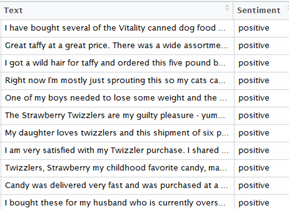 Text Sentiment
I have bought several of the Vitality canned dog food ... positive
Great taffy at a great price. There was a wide assortme... positive
I got a wild hair for taffy and ordered this five pound b... positive
Right now I'm mostly just sprouting this so my cats ca... positive
One of my boys needed to lose some weight and the ... positive
The Strawberry Twizzlers are my guilty pleasure - yum... positive
My daughter loves twizzlers and this shipment of six p... positive
I am very satisfied with my Twizzler purchase. I shared ... positive
Twizzlers, Strawberry my childhood favorite candy, ma... positive
Candy was delivered very fast and was purchased at a ... positive
I bought these for my husband who is currently overs... positive